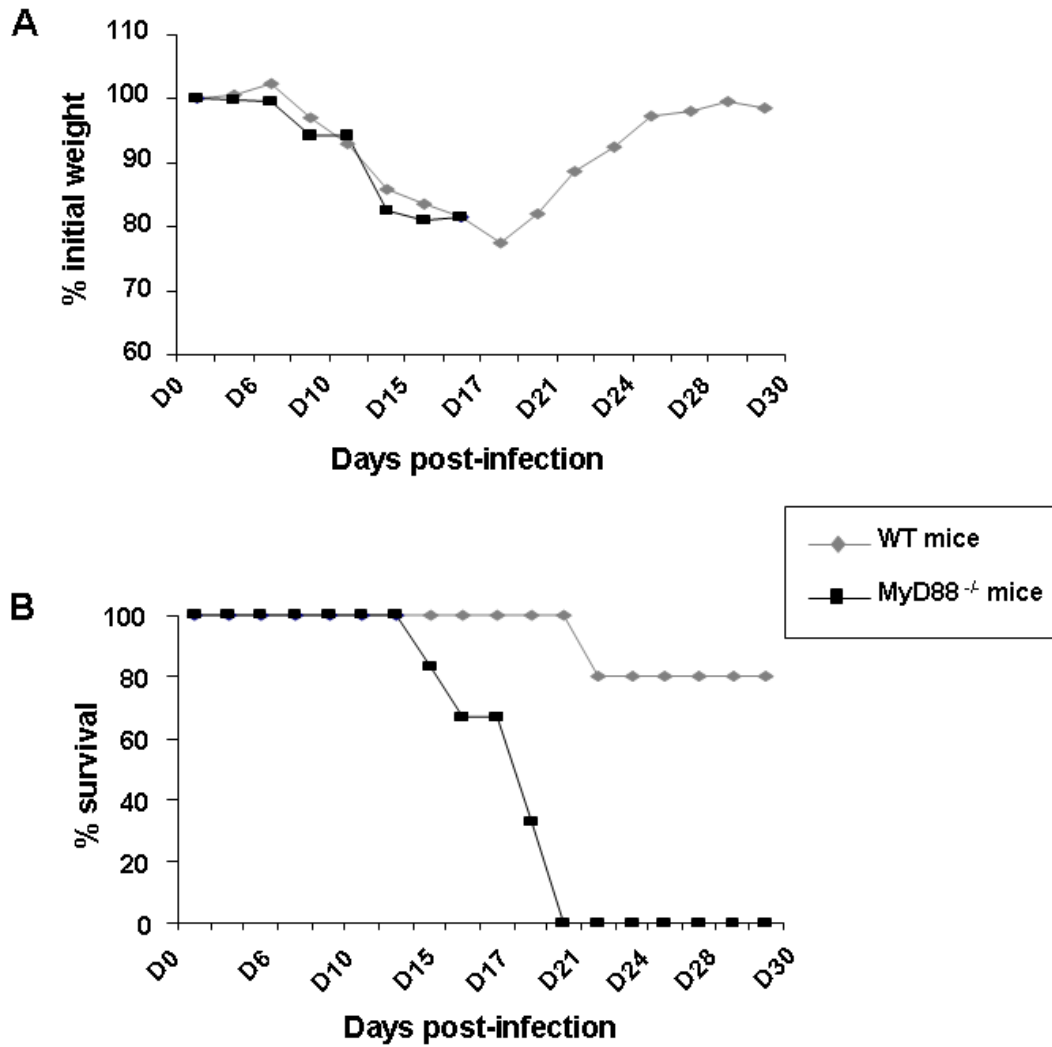 A
% initial weight
110
100
90
80
70
60
D0
D6
D10
D15
D17
D21
D24
D28
D30
Days post-infection
WT mice
MyD88 -/- mice
B
% survival
100
80
60
40
20
0
D0
D6
D10
D15
D17
D21
D24
D28
D30
Days post-infection